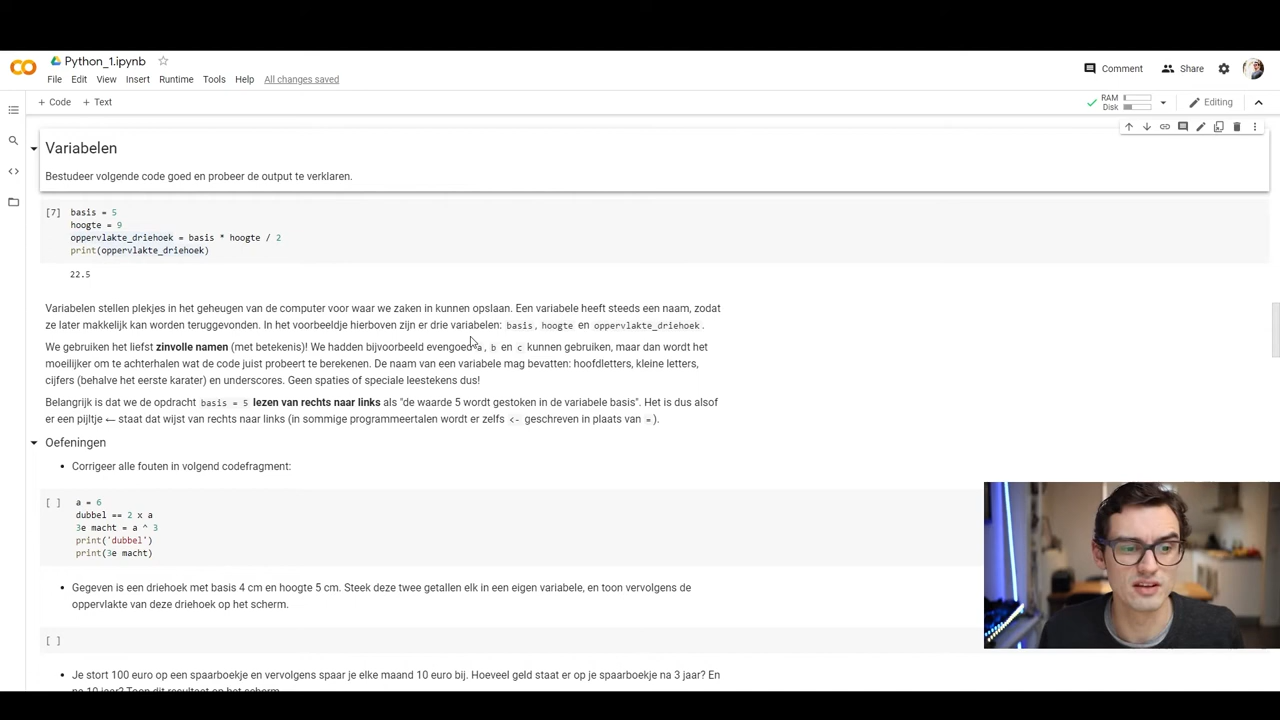 Python_1.ipynb
File Edit View Insert Runtime Tools Help All changes saved
Comment Share
+ Code + Text
RAM
Disk
Editing
Variabelen
Bestudeer volgende code goed en probeer de output te verklaren.
[7] basis = 5
hoogte = 9
oppervlakte_driehoek = basis * hoogte / 2
print(oppervlakte_driehoek)
22.5
Variabelen stellen plekjes in het geheugen van de computer voor waar we zaken in kunnen opslaan. Een variabele heeft steeds een naam, zodat
ze later makkelijk kan worden teruggevonden. In het voorbeeldje hierboven zijn er drie variabelen: basis, hoogte en oppervlakte_driehoek.
We gebruiken het liefst zinvolle namen (met betekenis)! We hadden bijvoorbeeld evengoed a, b en c kunnen gebruiken, maar dan wordt het
moeilijker om te achterhalen wat de code juist probeert te berekenen. De naam van een variabele mag bevatten: hoofdletters, kleine letters,
cijfers (behalve het eerste karater) en underscores. Geen spaties of speciale leestekens dus!
Belangrijk is dat we de opdracht basis = 5 lezen van rechts naar links als "de waarde 5 wordt gestoken in de variabele basis". Het is dus alsof
er een pijltje ← staat dat wijst van rechts naar links (in sommige programmeertalen wordt er zelfs <- geschreven in plaats van =).
Oefeningen
• Corrigeer alle fouten in volgend codefragment:
[ ] a = 6
dubbel == 2 x a
3e macht = a ^ 3
print('dubbel')
print(3e macht)
• Gegeven is een driehoek met basis 4 cm en hoogte 5 cm. Steek deze twee getallen elk in een eigen variabele, en toon vervolgens de
oppervlakte van deze driehoek op het scherm.
[ ]
• Je stort 100 euro op een spaarboekje en vervolgens spaar je elke maand 10 euro bij. Hoeveel geld staat er op je spaarboekje na 3 jaar? En
na 10 jaar? Toon dit resultaat op het scherm.